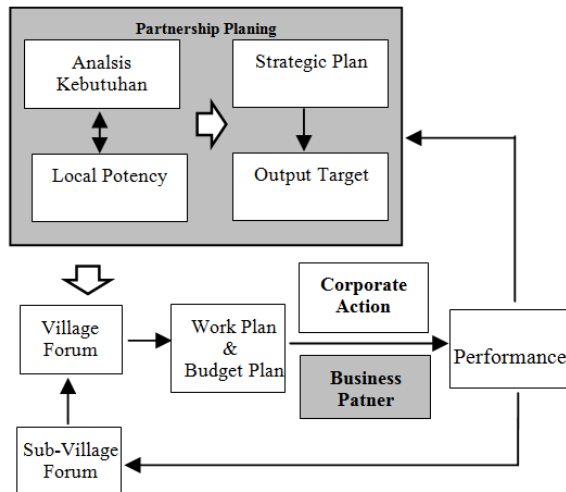 Partnership Planing
Analsis
Kebutuhan
Strategic Plan
Local Potency
Output Target
Corporate
Action
Village
Forum
Work Plan
&
Budget Plan
Performance
Business
Patner
Sub-Village
Forum